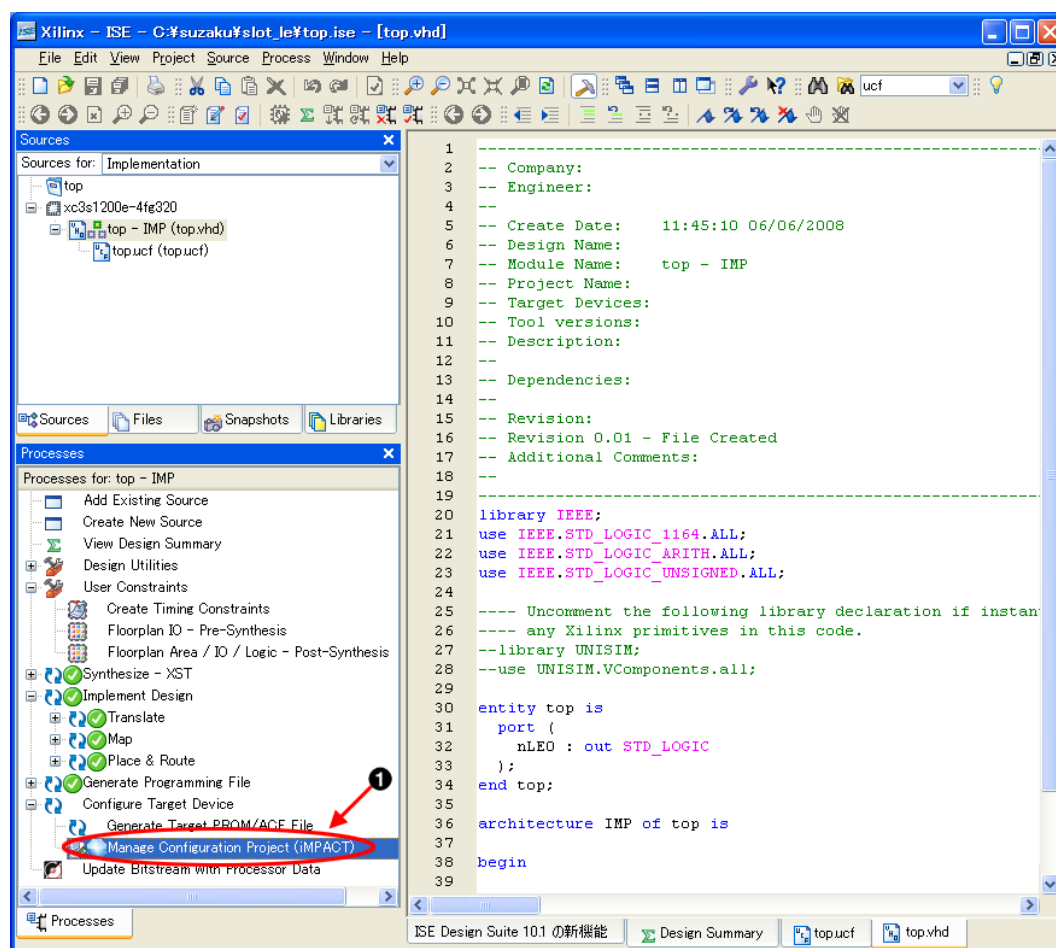 Xilinx - ISE - C:¥suzaku¥slot_le¥top.ise - [top.vhd]
File Edit View Project Source Process Window Help
ucf
Sources
Sources for: Implementation
top
xc3s1200e-4fg320
top - IMP (top.vhd)
top.ucf (top.ucf)
Sources Files Snapshots Libraries
Processes
Processes for: top - IMP
Add Existing Source
Create New Source
View Design Summary
Design Utilities
User Constraints
Create Timing Constraints
Floorplan IO - Pre-Synthesis
Floorplan Area / IO / Logic - Post-Synthesis
Synthesize - XST
Implement Design
Translate
Map
Place & Route
Generate Programming File
1
Configure Target Device
Generate Target PROM/ACE File
Manage Configuration Project (iMPACT)
Update Bitstream with Processor Data
Processes
1 --------------------------------------------------------------------------------
2 -- Company:
3 -- Engineer:
4 --
5 -- Create Date: 11:45:10 06/06/2008
6 -- Design Name:
7 -- Module Name: top - IMP
8 -- Project Name:
9 -- Target Devices:
10 -- Tool versions:
11 -- Description:
12 --
13 -- Dependencies:
14 --
15 -- Revision:
16 -- Revision 0.01 - File Created
17 -- Additional Comments:
18 --
19 --------------------------------------------------------------------------------
20 library IEEE;
21 use IEEE.STD_LOGIC_1164.ALL;
22 use IEEE.STD_LOGIC_ARITH.ALL;
23 use IEEE.STD_LOGIC_UNSIGNED.ALL;
24
25 ---- Uncomment the following library declaration if instan
26 ---- any Xilinx primitives in this code.
27 --library UNISIM;
28 --use UNISIM.VComponents.all;
29
30 entity top is
31 port (
32 nLE0 : out STD_LOGIC
33 );
34 end top;
35
36 architecture IMP of top is
37
38 begin
39
ISE Design Suite 10.1 の新機能 Design Summary top.ucf top.vhd